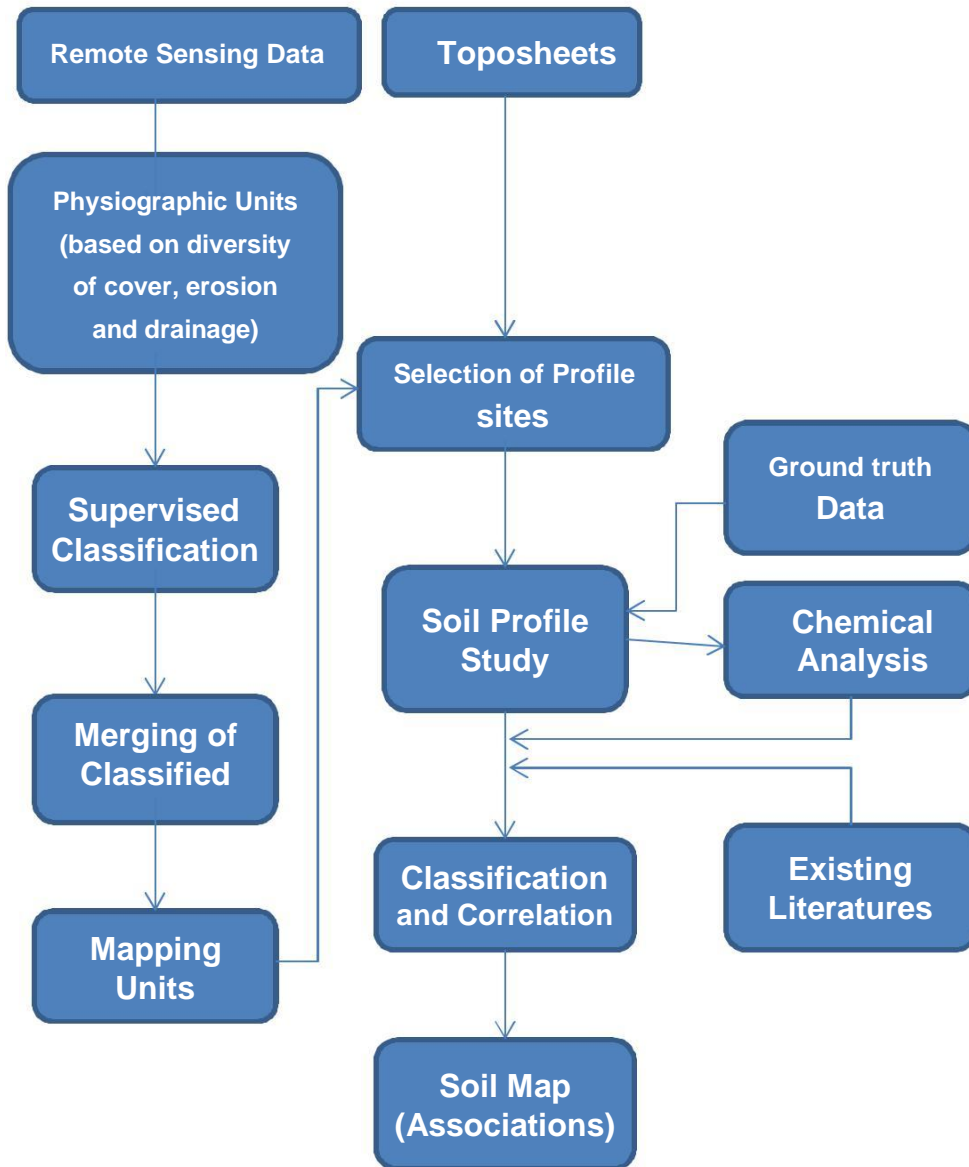 Remote Sensing Data
Toposheets
Physiographic Units
(based on diversity
of cover, erosion
and drainage)
Selection of Profile
sites
Supervised
Classification
Ground truth
Data
Soil Profile
Study
Chemical
Analysis
Merging of
Classified
Classification
and Correlation
Existing
Literatures
Mapping
Units
Soil Map
(Associations)